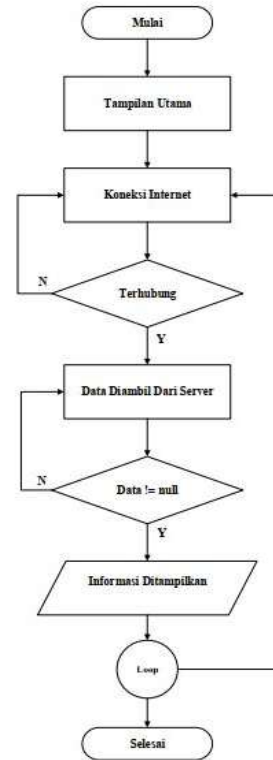 Mulai
Tampilan Utama
Koneksi Internet
N
Terhubung
Y
Data Diambil Dari Server
N
Data != null
Y
Informasi Ditampilkan
Loop
Selesai